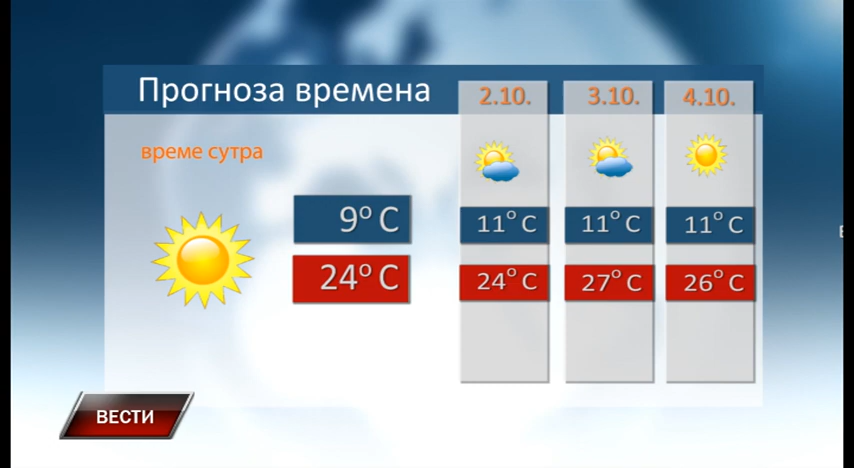 Прогноза времена
време сутра
9° C
24° C
2.10. 3.10. 4.10.
11° C 11° C 11° C
24° C 27° C 26° C
ВЕСТИ